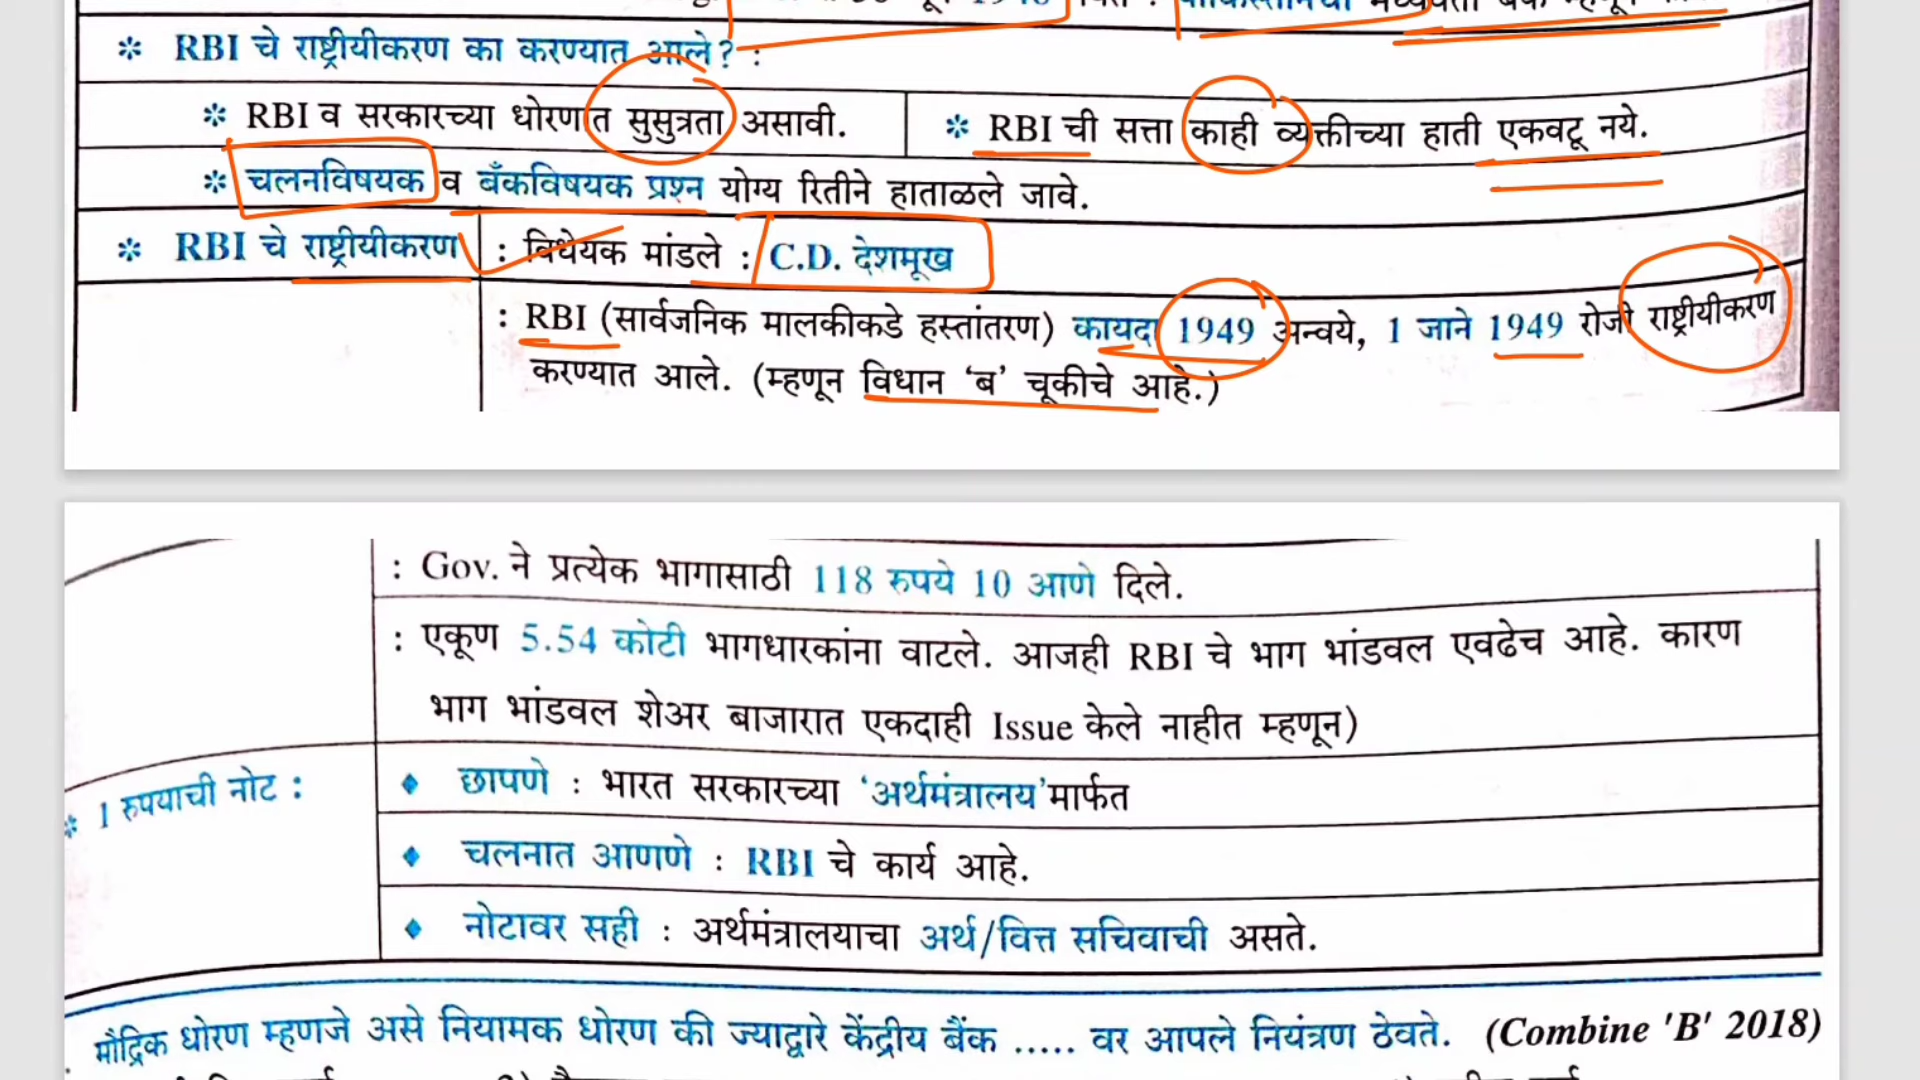 * RBI चे राष्ट्रीयीकरण का करण्यात आले? :
* RBI व सरकारच्या धोरणात सुसुत्रता असावी. * RBI ची सत्ता काही व्यक्तीच्या हाती एकवटू नये.
* चलनविषयक व बँकविषयक प्रश्न योग्य रितीने हाताळले जावे.
* RBI चे राष्ट्रीयीकरण : विधेयक मांडले : C.D. देशमूख
: RBI (सार्वजनिक मालकीकडे हस्तांतरण) कायदा 1949 अन्वये, 1 जाने 1949 रोजी राष्ट्रीयीकरण
करण्यात आले. (म्हणून विधान ‘ब’ चूकीचे आहे.)
: Gov. ने प्रत्येक भागासाठी 118 रुपये 10 आणे दिले.
: एकूण 5.54 कोटी भागधारकांना वाटले. आजही RBI चे भाग भांडवल एवढेच आहे. कारण
भाग भांडवल शेअर बाजारात एकदाही Issue केले नाहीत म्हणून)
* 1 रुपयाची नोट : ♦ छापणे : भारत सरकारच्या ‘अर्थमंत्रालय’मार्फत
♦ चलनात आणणे : RBI चे कार्य आहे.
♦ नोटावर सही : अर्थमंत्रालयाचा अर्थ/वित्त सचिवाची असते.
मौद्रिक धोरण म्हणजे असे नियामक धोरण की ज्याद्वारे केंद्रीय बैंक ..... वर आपले नियंत्रण ठेवते. (Combine 'B' 2018)